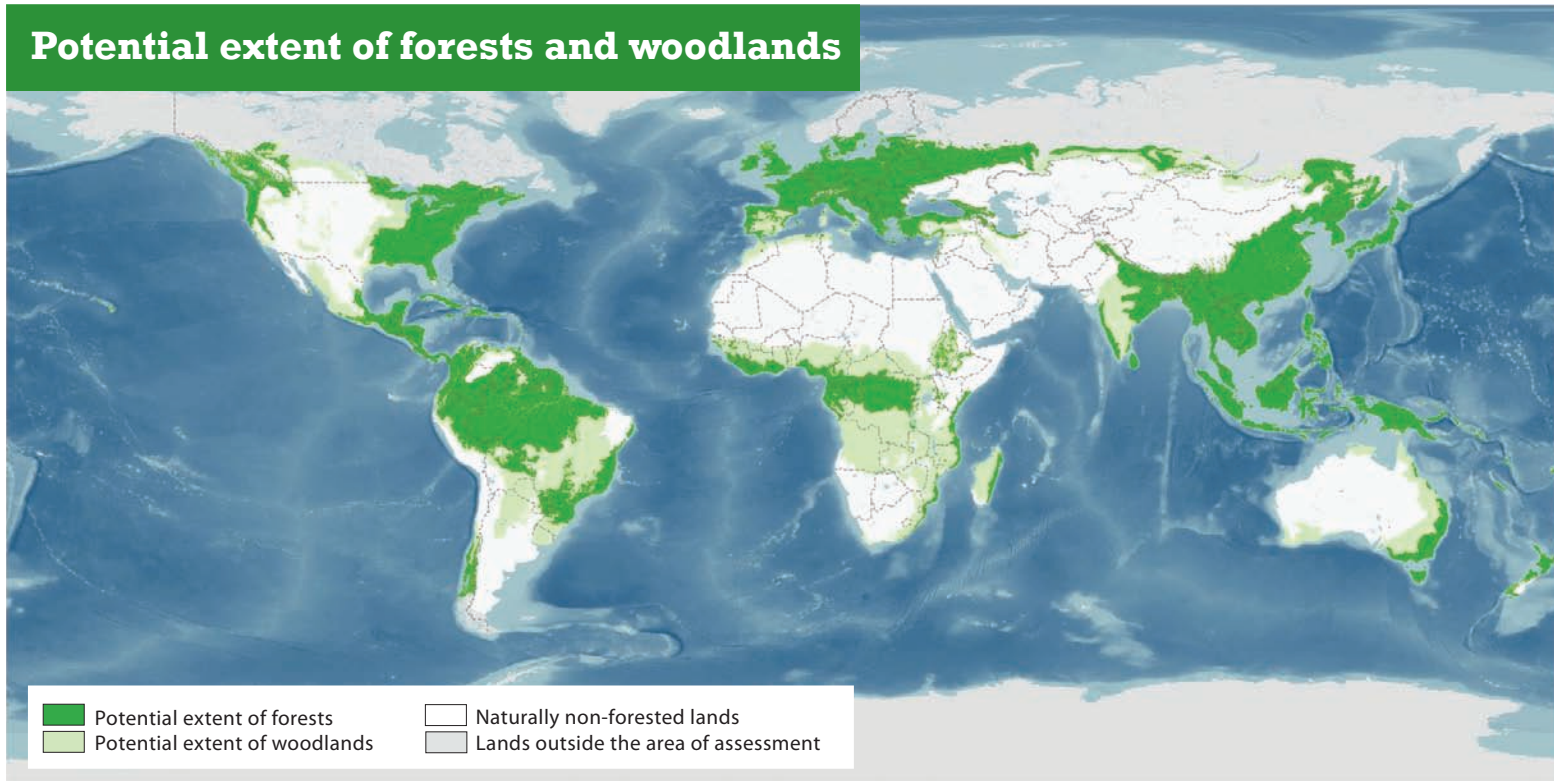 Potential extent of forests and woodlands
Potential extent of forests
Potential extent of woodlands
Naturally non-forested lands
Lands outside the area of assessment